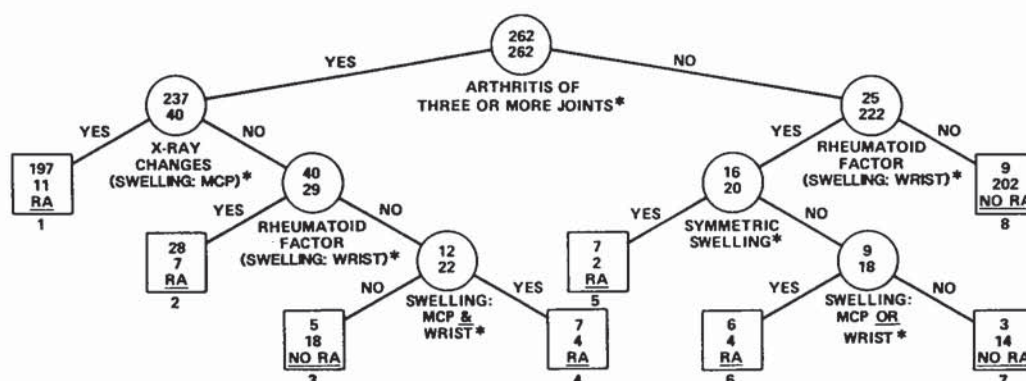 262
262
YES
NO
ARTHRITIS OF
THREE OR MORE JOINTS*
237
40
25
222
YES
NO
X-RAY
CHANGES
(SWELLING: MCP)*
YES
NO
RHEUMATOID
FACTOR
(SWELLING: WRIST)*
197
11
RA
1
40
29
16
20
9
202
NO RA
8
YES
NO
RHEUMATOID
FACTOR
(SWELLING: WRIST)*
YES
NO
SYMMETRIC
SWELLING*
28
7
RA
2
12
22
7
2
RA
5
9
18
NO
YES
SWELLING:
MCP &
WRIST*
YES
NO
SWELLING:
MCP OR
WRIST*
5
18
NO RA
3
7
4
RA
4
6
4
RA
6
3
14
NO RA
7